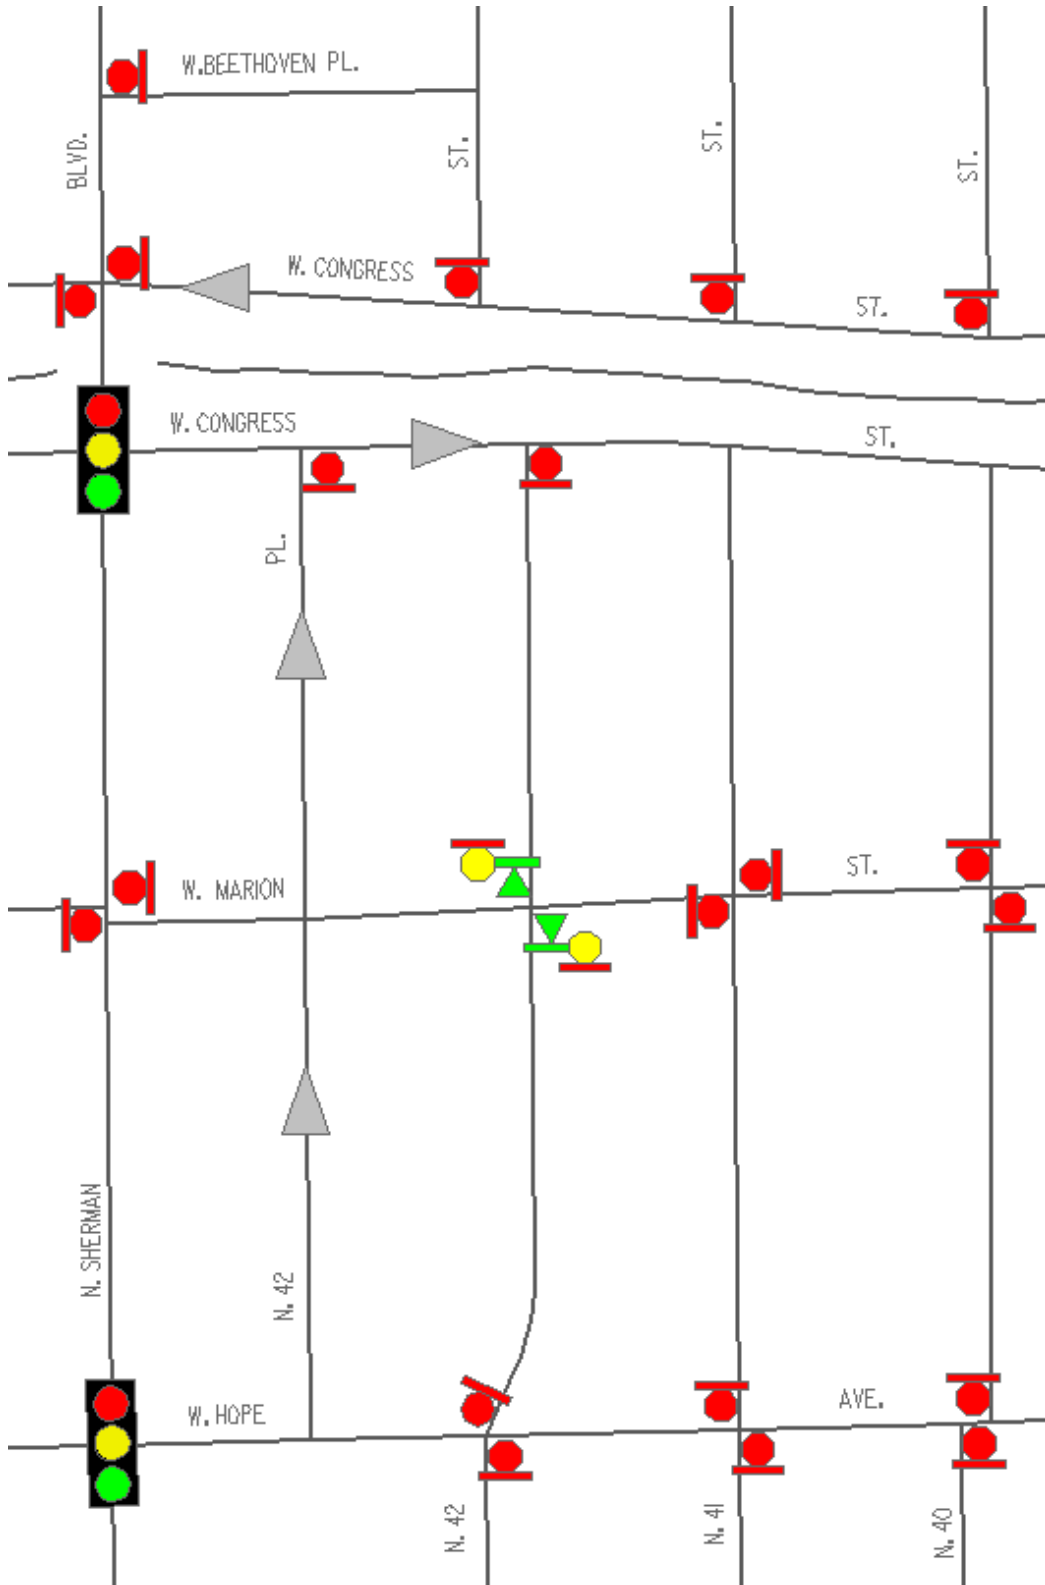 W.BEETHOVEN PL.
BLVD.
ST.
ST.
ST.
W. CONGRESS
ST.
W. CONGRESS
ST.
PL.
W. MARION
ST.
N. SHERMAN
N. 42
W. HOPE
AVE.
N. 42
N. 41
N. 40